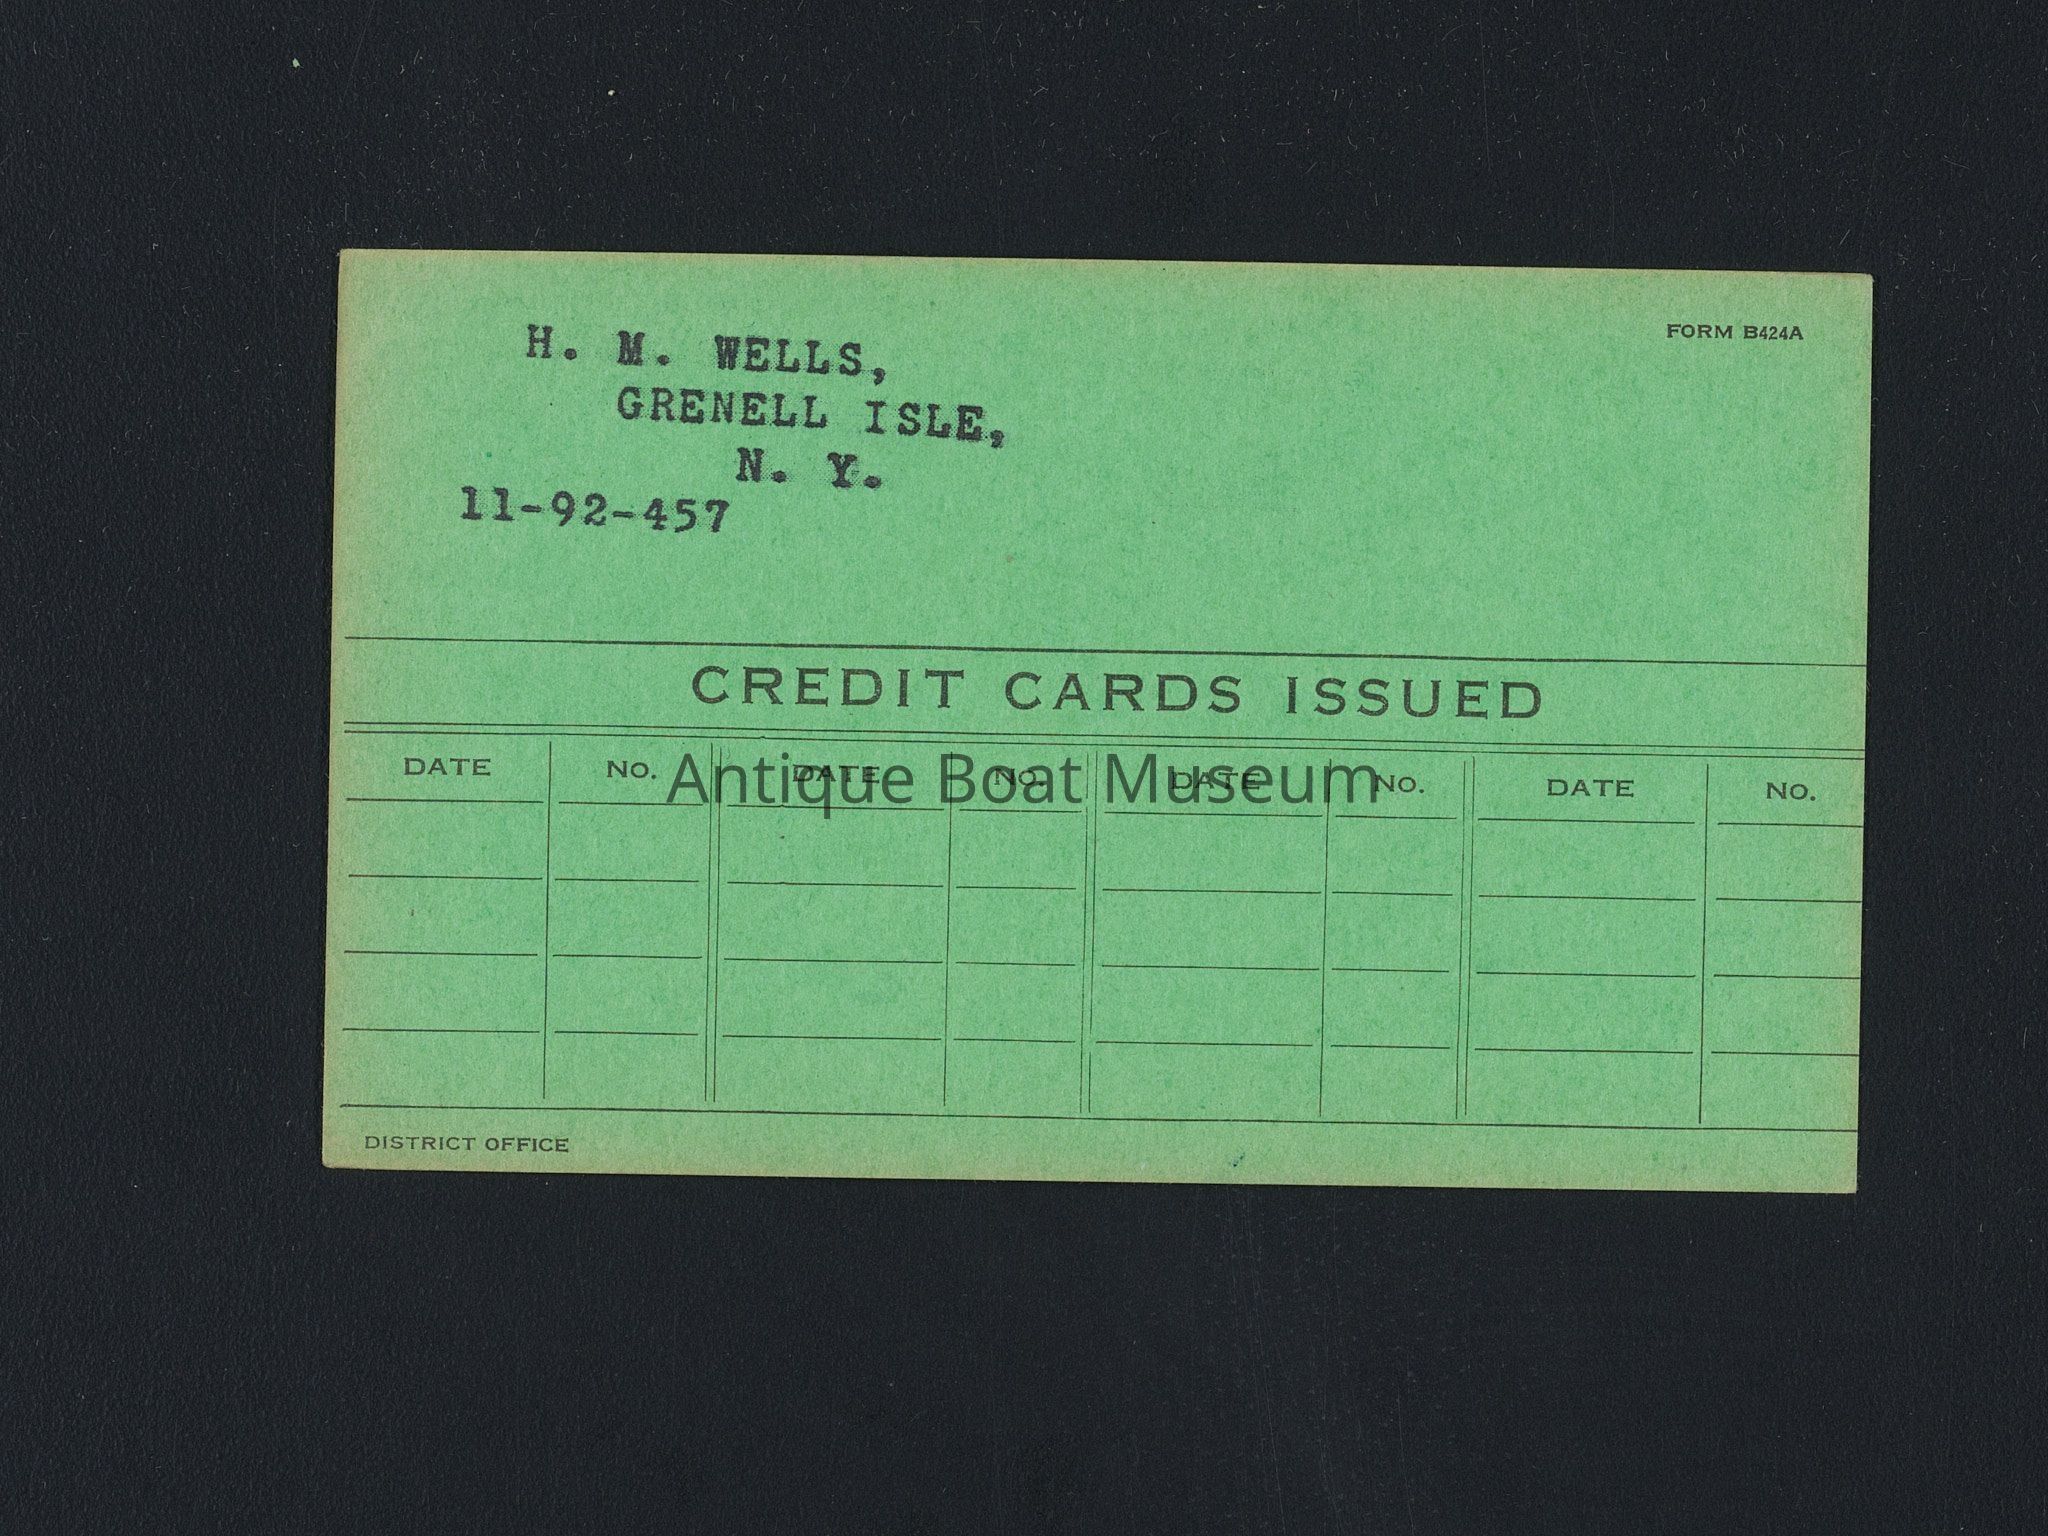 FORM B424A
H. M. WELLS,
GRENELL ISLE,
N. Y.
11-92-457
CREDIT CARDS ISSUED
DATE NO. DATE NO. DATE NO. DATE NO.
Antique Boat Museum
DISTRICT OFFICE